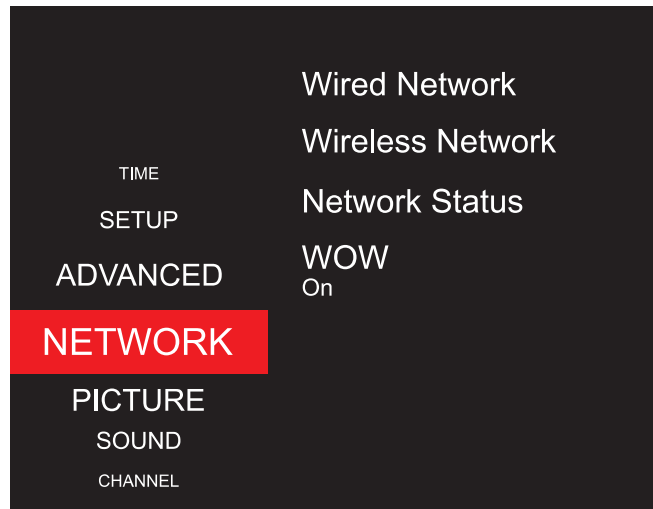 TIME
SETUP
ADVANCED
NETWORK
PICTURE
SOUND
CHANNEL
Wired Network
Wireless Network
Network Status
WOW
On